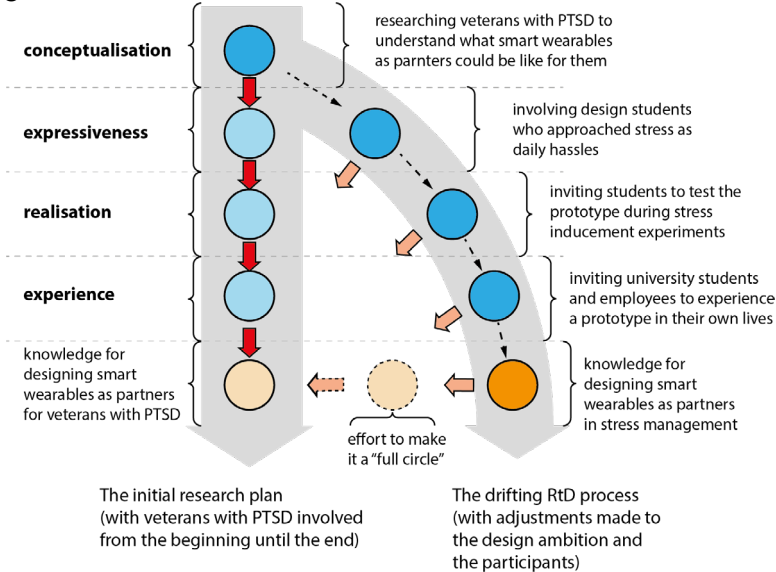 conceptualisation
researching veterans with PTSD to
understand what smart wearables
as parnters could be like for them
expressiveness
involving design students
who approached stress as
daily hassles
realisation
inviting students to test the
prototype during stress
inducement experiments
experience
inviting university students
and employees to experience
a prototype in their own lives
knowledge for
designing smart
wearables as partners
for veterans with PTSD
effort to make
it a “full circle”
knowledge for
designing smart
wearables as partners
in stress management
The initial research plan
(with veterans with PTSD involved
from the beginning until the end)
The drifting RtD process
(with adjustments made to
the design ambition and
the participants)